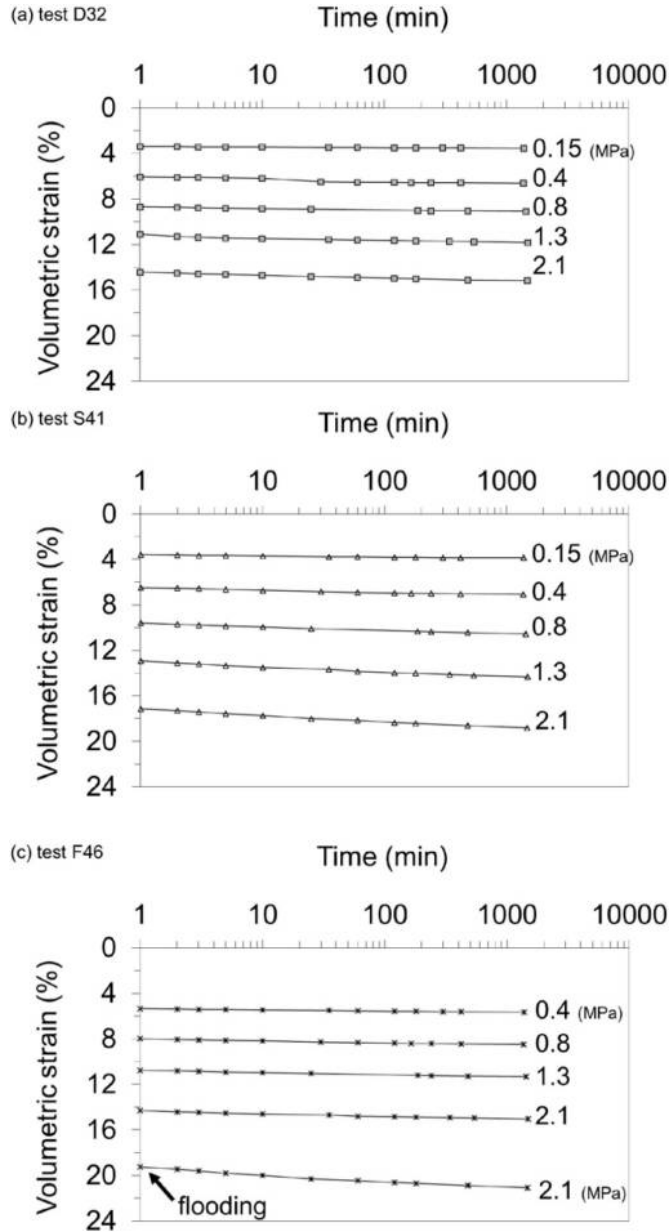 (a) test D32
Time (min)
1 10 100 1000 10000
Volumetric strain (%)
0
4
8
12
16
20
24
0.15 (MPa)
0.4
0.8
1.3
2.1
(b) test S41
Time (min)
1 10 100 1000 10000
Volumetric strain (%)
0
4
8
12
16
20
24
0.15 (MPa)
0.4
0.8
1.3
2.1
(c) test F46
Time (min)
1 10 100 1000 10000
Volumetric strain (%)
0
4
8
12
16
20
24
0.4 (MPa)
0.8
1.3
2.1
2.1 (MPa)
flooding